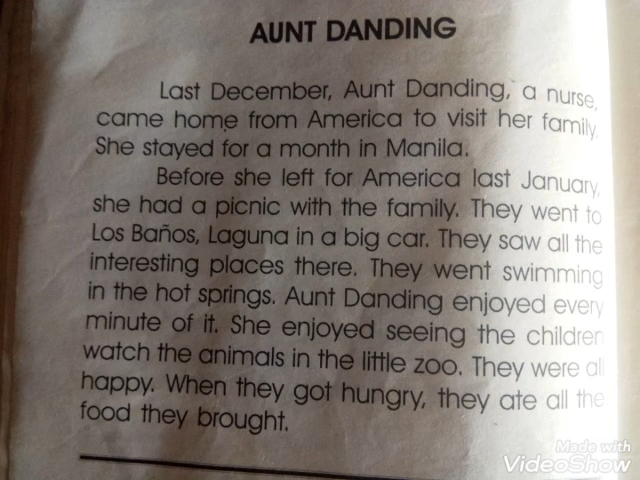 AUNT DANDING
Last December, Aunt Danding, a nurse,
came home from America to visit her family.
She stayed for a month in Manila.
Before she left for America last January,
she had a picnic with the family. They went to
Los Baños, Laguna in a big car. They saw all the
interesting places there. They went swimming
in the hot springs. Aunt Danding enjoyed every
minute of it. She enjoyed seeing the children
watch the animals in the little zoo. They were all
happy. When they got hungry, they ate all the
food they brought.
Made with
VideoShow